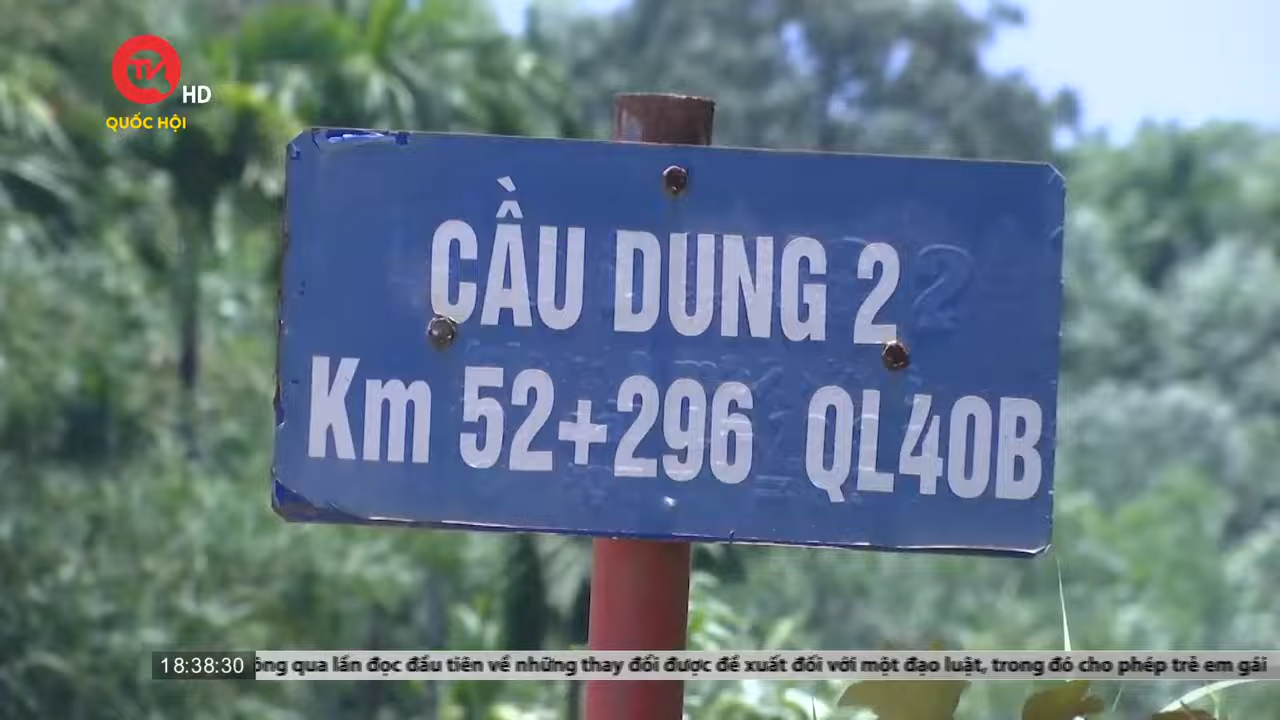 TV
HD
QUỐC HỘI
CẦU DUNG 2
Km 52+296 QL40B
18:38:30
qua lần đọc đầu tiên về những thay đổi được đề xuất đối với một đạo luật, trong đó cho phép trẻ em gái